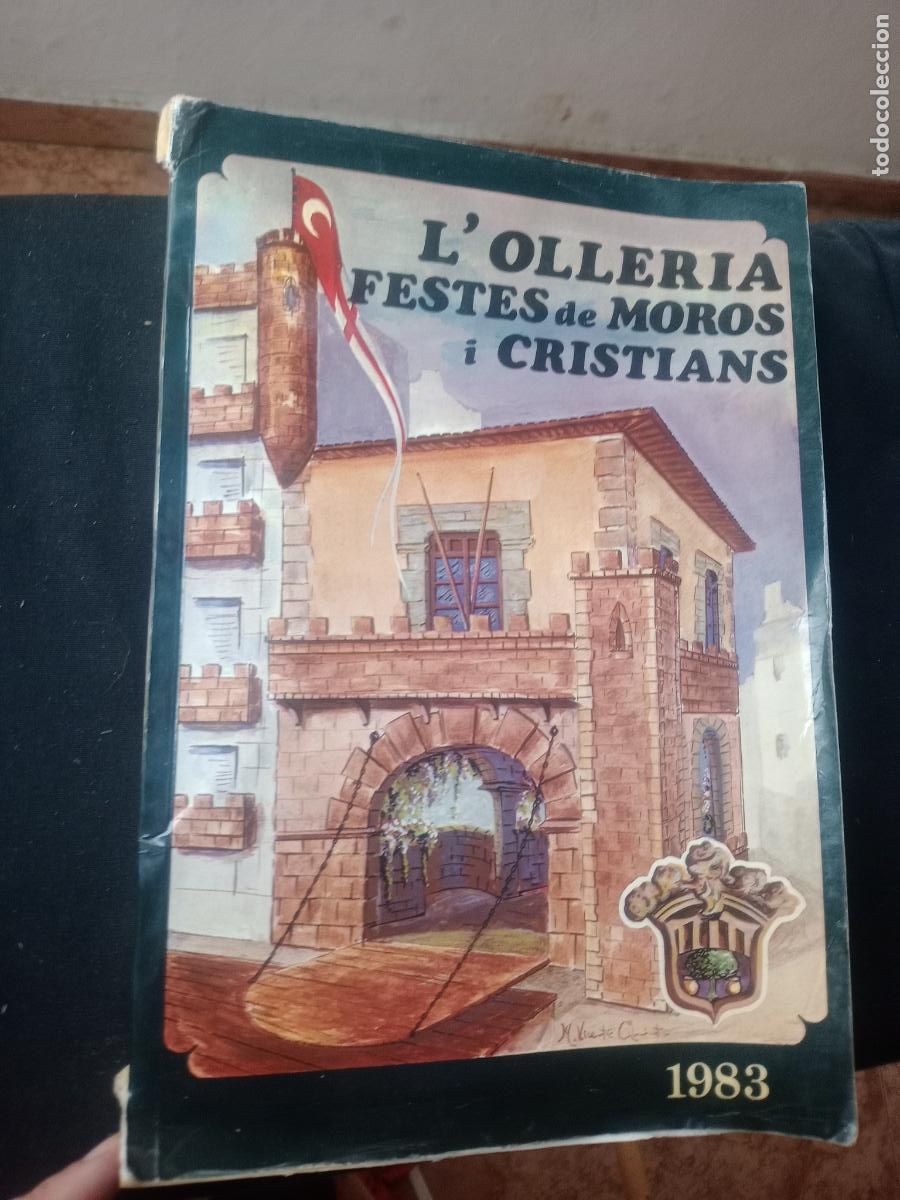 L'OLLERIA
FESTES de MOROS
i CRISTIANS
1983
todocoleccion